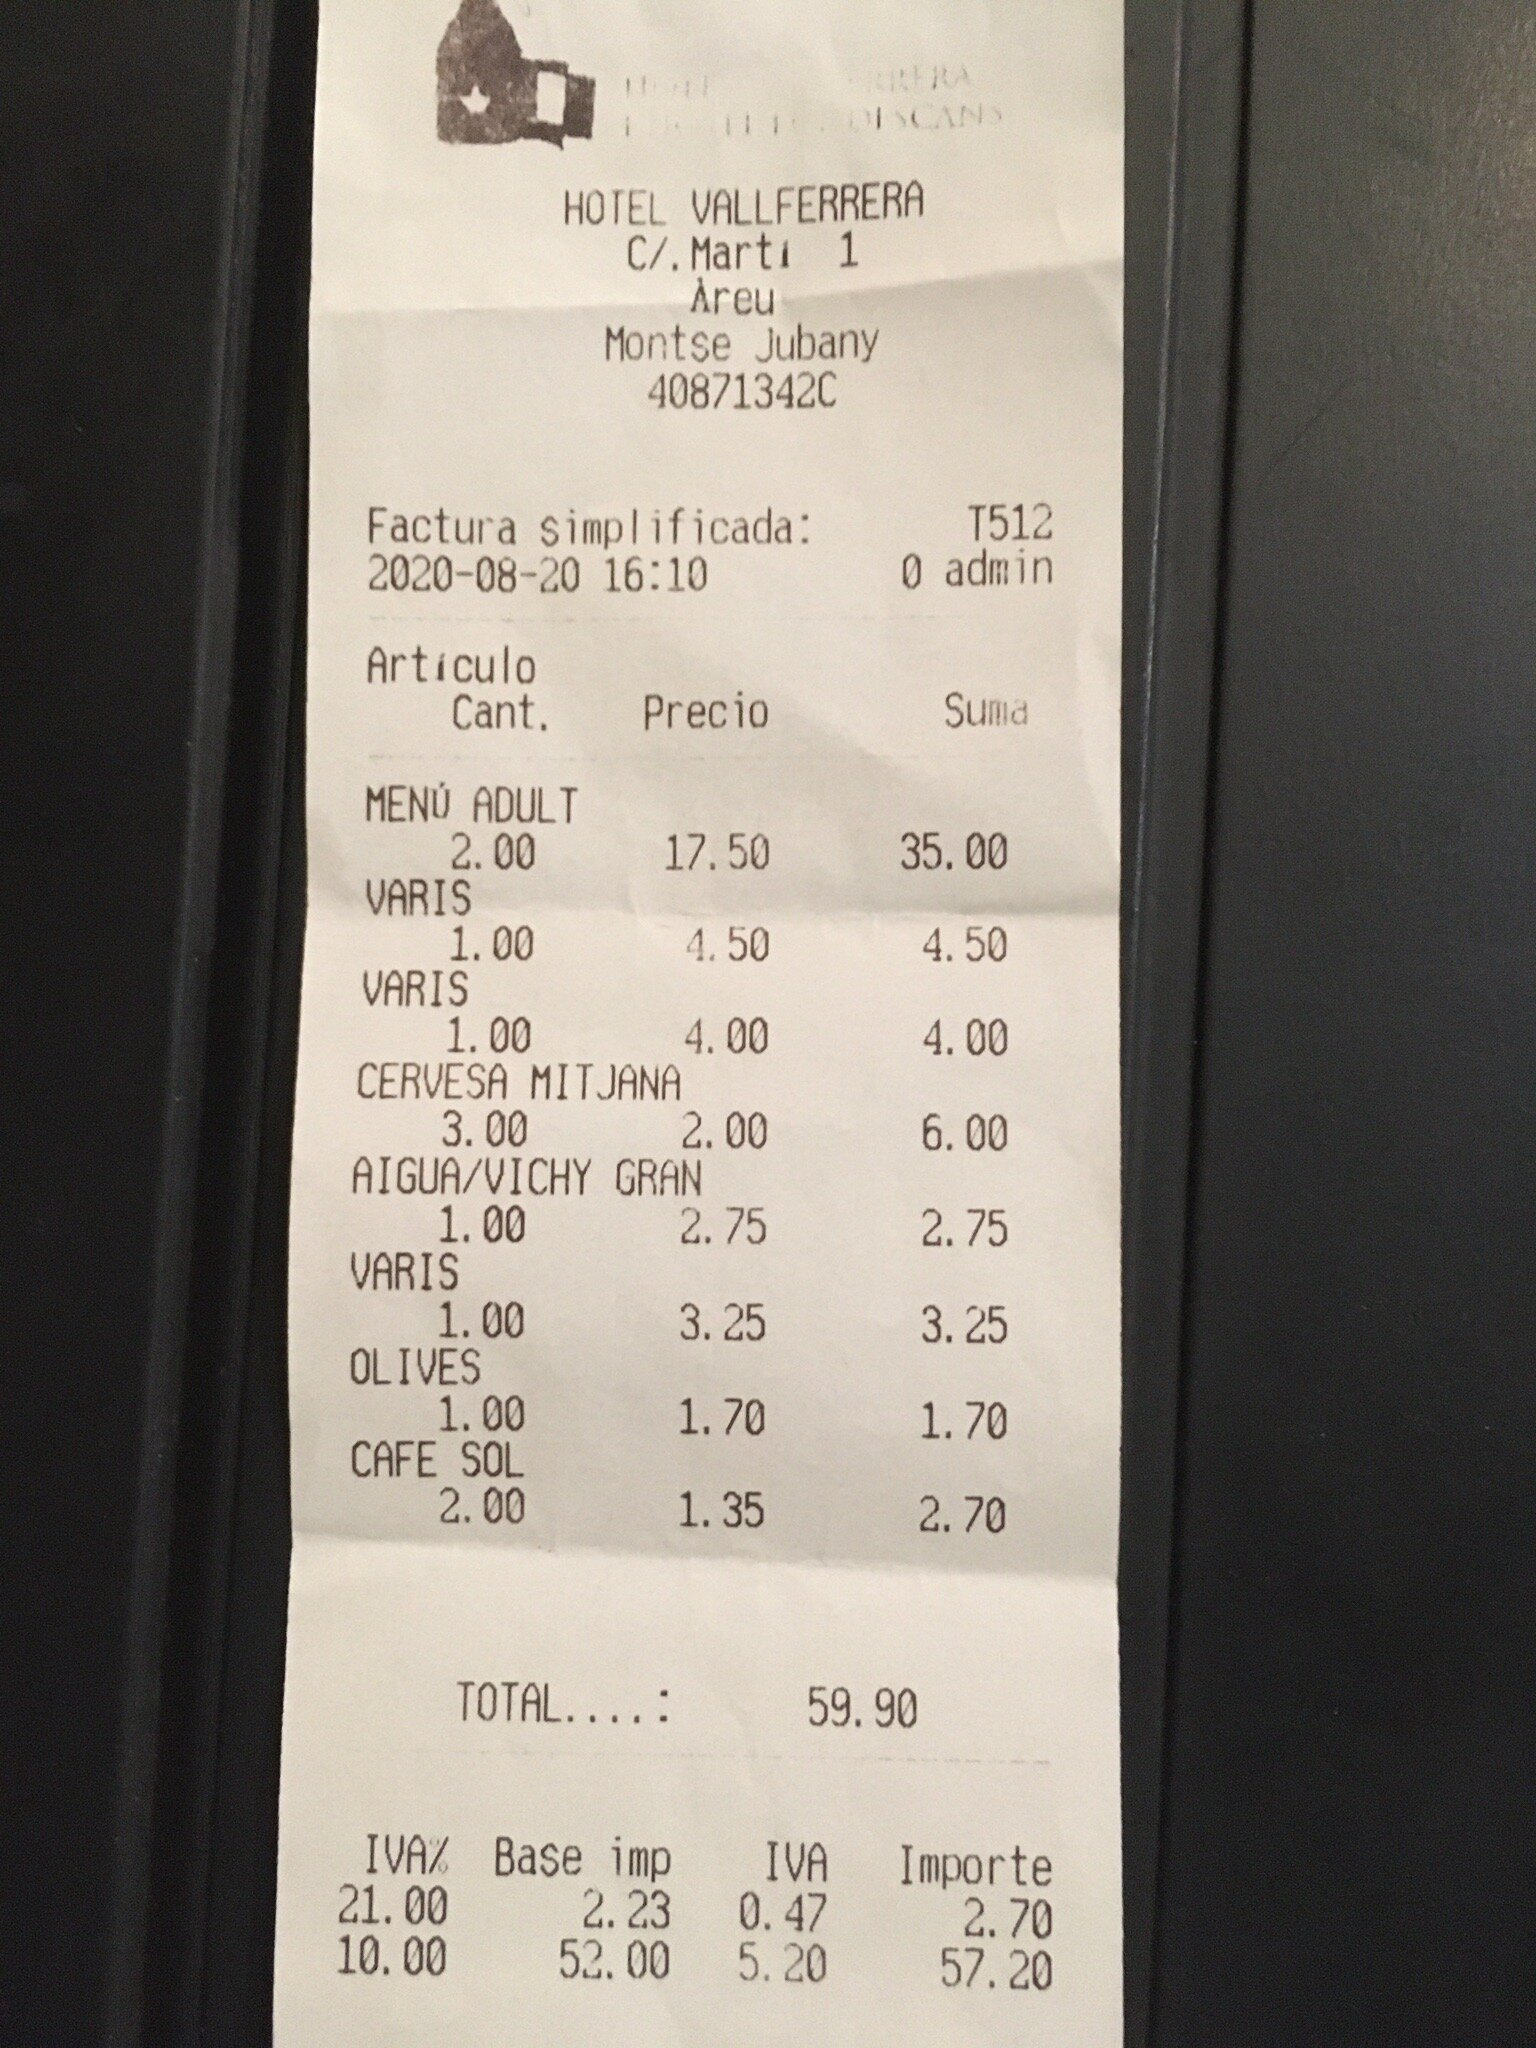 RRERA
DESCANS
HOTEL VALLFERRERA
C/.Martí 1
Àreu
Montse Jubany
40871342C
Factura simplificada: T512
2020-08-20 16:10 0 admin
Artículo
Cant. Precio Suma
MENÚ ADULT
2.00 17.50 35.00
VARIS
1.00 4.50 4.50
VARIS
1.00 4.00 4.00
CERVESA MITJANA
3.00 2.00 6.00
AIGUA/VICHY GRAN
1.00 2.75 2.75
VARIS
1.00 3.25 3.25
OLIVES
1.00 1.70 1.70
CAFE SOL
2.00 1.35 2.70
TOTAL....: 59.90
IVA% Base imp IVA Importe
21.00 2.23 0.47 2.70
10.00 52.00 5.20 57.20